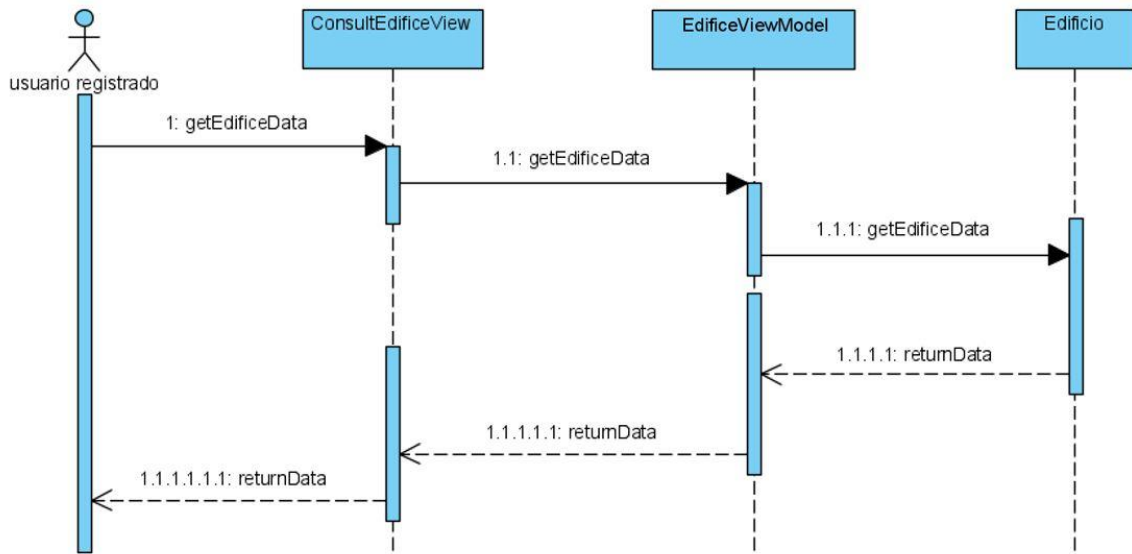 ConsultEdificeView
EdificeViewModel
Edificio
usuario registrado
1: getEdificeData
1.1: getEdificeData
1.1.1: getEdificeData
1.1.1.1: returnData
1.1.1.1.1: returnData
1.1.1.1.1.1: returnData